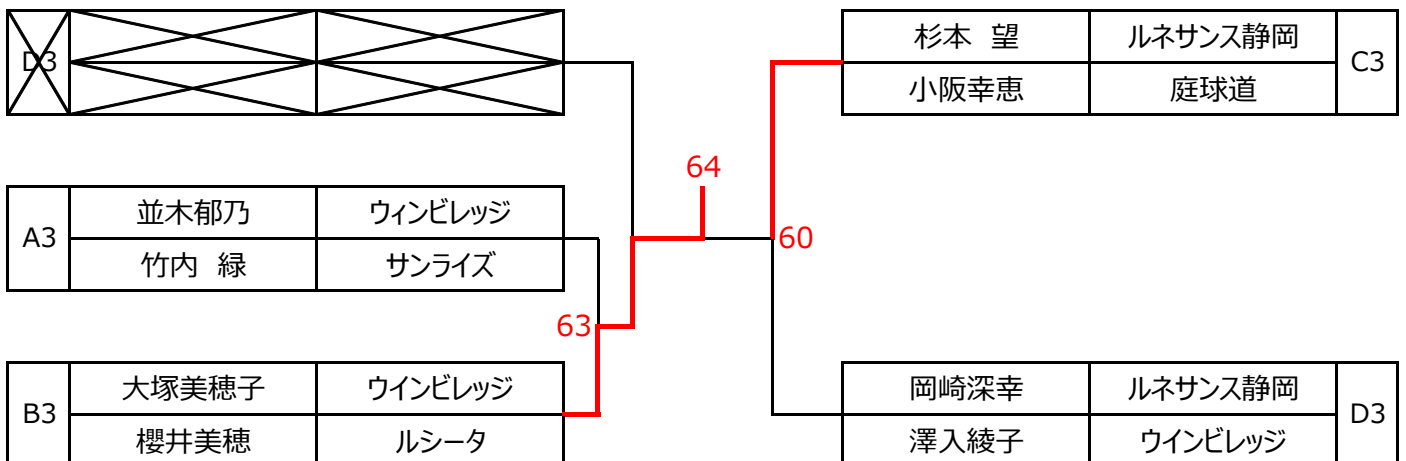 D3
杉本 望 ルネサンス静岡
C3
小阪幸恵 庭球道
64
並木郁乃 ウィンビレッジ
A3
竹内 緑 サンライズ
60
63
大塚美穂子 ウインビレッジ
B3
櫻井美穂 ルシータ
岡崎深幸 ルネサンス静岡
D3
澤入綾子 ウインビレッジ